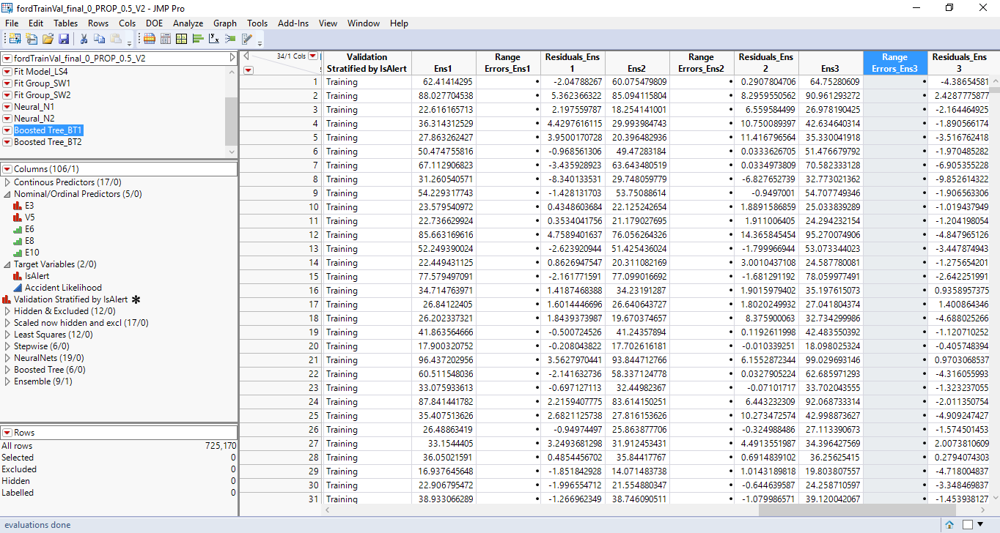 fordTrainVal_final_0_PROP_0.5_V2 - JMP Pro
File Edit Tables Rows Cols DOE Analyze Graph Tools Add-Ins View Window Help
fordTrainVal_final_0_PROP_0.5_V2
Fit Model_LS4
Fit Group_SW1
Fit Group_SW2
Neural_N1
Neural_N2
Boosted Tree_BT1
Boosted Tree_BT2
Columns (106/1)
Continous Predictors (17/0)
Nominal/Ordinal Predictors (5/0)
E3
V5
E6
E8
E10
Target Variables (2/0)
IsAlert
Accident Likelihood
Validation Stratified by IsAlert ✱
Hidden & Excluded (12/0)
Scaled now hidden and excl (17/0)
Least Squares (12/0)
Stepwise (6/0)
NeuralNets (19/0)
Boosted Tree (6/0)
Ensemble (9/1)
Rows
All rows 725,170
Selected 0
Excluded 0
Hidden 0
Labelled 0
34/1 Cols
Validation Range Residuals_Ens Range Residuals_Ens Range Residuals_Ens
Stratified by IsAlert Ens1 Errors_Ens1 1 Ens2 Errors_Ens2 2 Ens3 Errors_Ens3 3
1 Training 62.41414295 • -2.04788267 60.075479809 • 0.2907804706 64.75280609 • -4.38654581
2 Training 88.027704538 • 5.362366322 85.094115804 • 8.2959550562 90.961293272 • 2.4287775877
3 Training 22.616165713 • 2.197559787 18.254141001 • 6.559584499 26.978190425 • -2.164464925
4 Training 36.314312529 • 4.4297616115 29.993984743 • 10.750089397 42.634640314 • -1.890566174
5 Training 27.863262427 • 3.9500170728 20.396482936 • 11.416796564 35.330041918 • -3.516762418
6 Training 50.474755816 • -0.968561306 49.47283184 • 0.0333626705 51.476679792 • -1.970485282
7 Training 67.112906823 • -3.435928923 63.643480519 • 0.0334973809 70.582333128 • -6.905355228
8 Training 31.260540571 • -8.340133531 29.748059779 • -6.827652739 32.773021362 • -9.852614322
9 Training 54.229317743 • -1.428131703 53.75088614 • -0.9497001 54.707749346 • -1.906563306
10 Training 23.579540972 • 0.4348603684 22.125242654 • 1.8891586859 25.033839289 • -1.019437949
11 Training 22.736629924 • 0.3534041756 21.179027695 • 1.911006405 24.294232154 • -1.204198054
12 Training 85.663169616 • 4.7589401637 76.056264326 • 14.365845454 95.270074906 • -4.847965126
13 Training 52.249390024 • -2.623920944 51.425436024 • -1.799966944 53.073344023 • -3.447874943
14 Training 22.449431125 • 0.8626947547 20.311082169 • 3.0010437108 24.587780081 • -1.275654201
15 Training 77.579497091 • -2.161771591 77.099016692 • -1.681291192 78.059977491 • -2.642251991
16 Training 34.714763971 • 1.4187468388 34.23191287 • 1.9015979402 35.197615073 • 0.9358957375
17 Training 26.84122405 • 1.6014446696 26.640643727 • 1.8020249932 27.041804374 • 1.400864346
18 Training 26.202337321 • 1.8439373987 19.670374657 • 8.375900063 32.734299986 • -4.688025266
19 Training 41.863564666 • -0.500724526 41.24357894 • 0.1192611998 42.483550392 • -1.120710252
20 Training 17.900320752 • -0.208043822 17.702616181 • -0.010339251 18.098025324 • -0.405748394
21 Training 96.437202956 • 3.5627970441 93.844712766 • 6.1552872344 99.029693146 • 0.9703068537
22 Training 60.511548036 • -2.141632736 58.337124778 • 0.0327905224 62.685971293 • -4.316055993
23 Training 33.075933613 • -0.697127113 32.44982367 • -0.07101717 33.702043555 • -1.323237055
24 Training 87.841441782 • 2.2159407775 83.614150251 • 6.443232309 92.068733314 • -2.011350754
25 Training 35.407513626 • 2.6821125738 27.816153626 • 10.273472574 42.998873627 • -4.909247427
26 Training 26.48863419 • -0.94974497 25.863877706 • -0.324988486 27.113390673 • -1.574501453
27 Training 33.1544405 • 3.2493681298 31.912453431 • 4.4913551987 34.396427569 • 2.0073810609
28 Training 36.05021591 • 0.4854456702 35.84417767 • 0.6914839102 36.25625415 • 0.2794074303
29 Training 16.937645648 • -1.851842928 14.071483738 • 1.0143189818 19.803807557 • -4.718004837
30 Training 22.906795472 • -1.996554712 21.554880347 • -0.644639587 24.258710597 • -3.348469837
31 Training 38.933066289 • -1.266962349 38.746090511 • -1.079986571 39.120042067 • -1.453938127
evaluations done